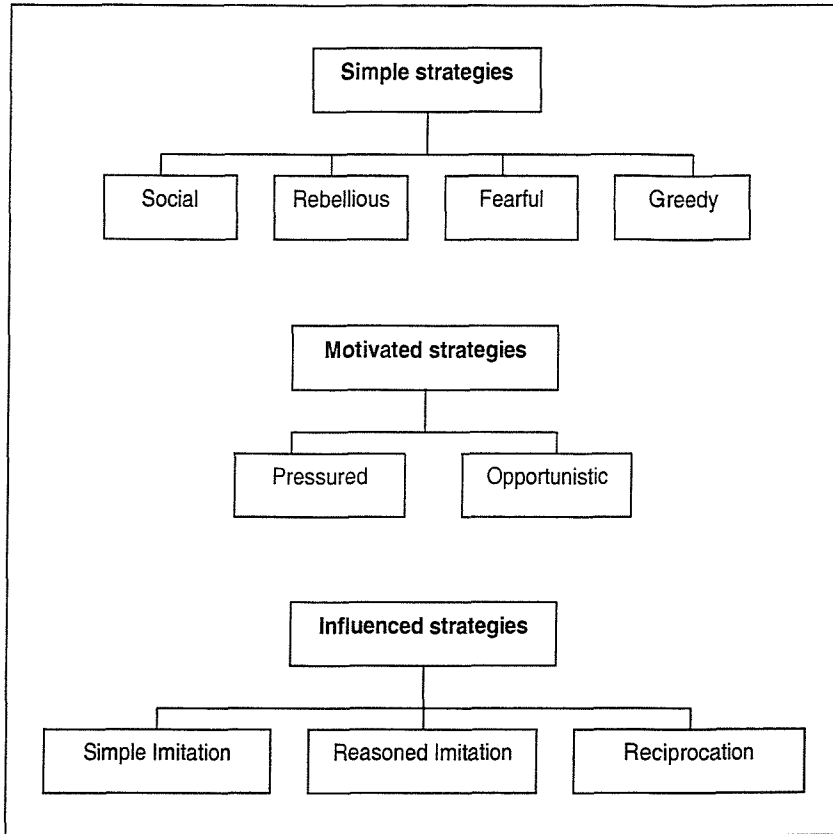 Simple strategies
Social
Rebellious
Fearful
Greedy
Motivated strategies
Pressured
Opportunistic
Influenced strategies
Simple Imitation
Reasoned Imitation
Reciprocation